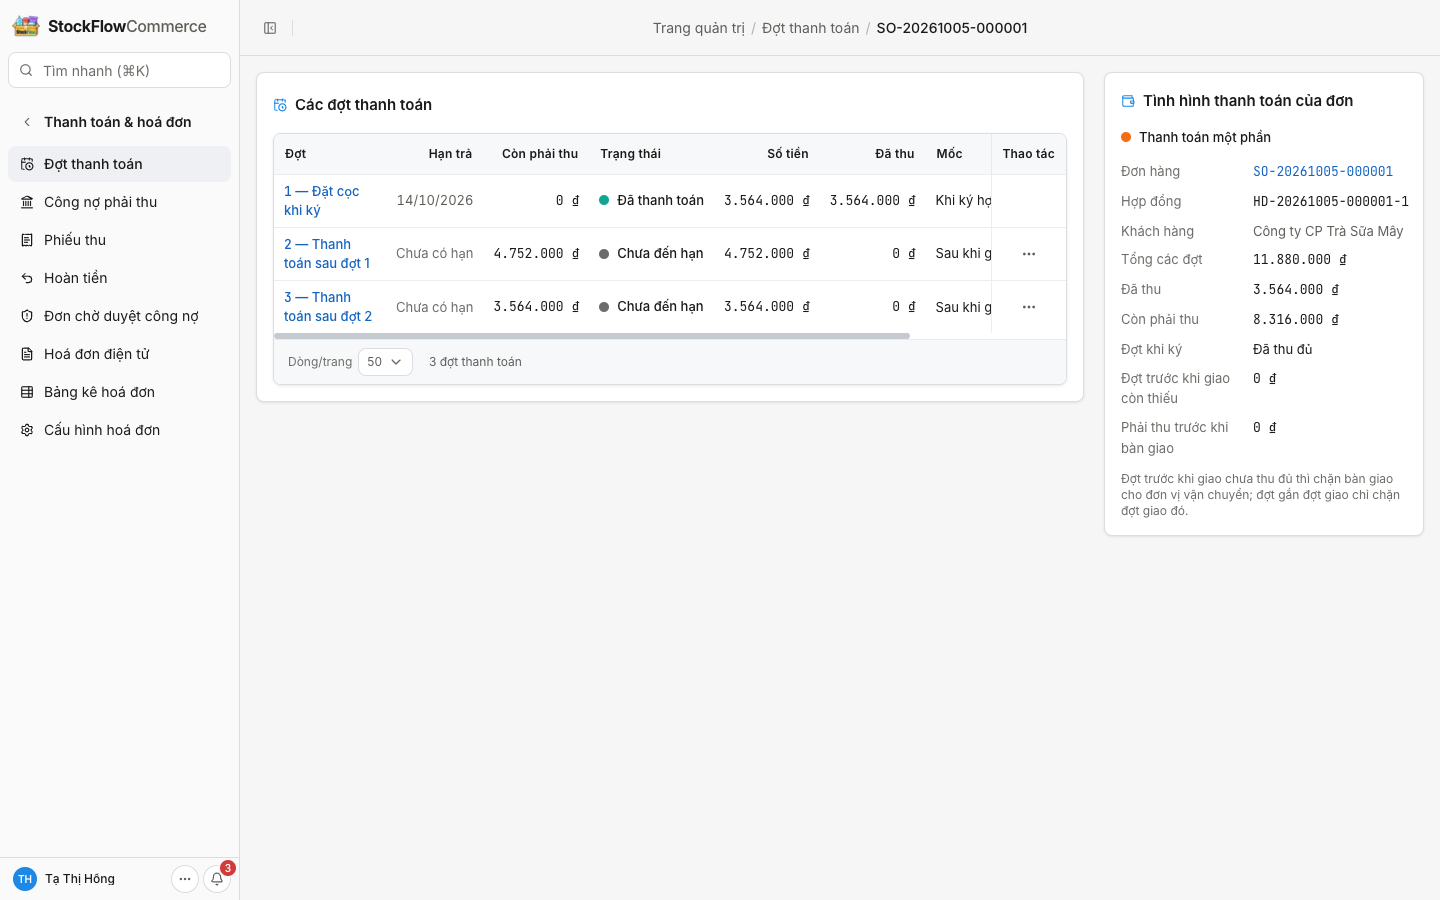 StockFlowCommerce
Tìm nhanh (⌘K)
Thanh toán & hoá đơn
Đợt thanh toán
Công nợ phải thu
Phiếu thu
Hoàn tiền
Đơn chờ duyệt công nợ
Hoá đơn điện tử
Bảng kê hoá đơn
Cấu hình hoá đơn
TH Tạ Thị Hồng
3
Trang quản trị / Đợt thanh toán / SO-20261005-000001
Các đợt thanh toán
Đợt Hạn trả Còn phải thu Trạng thái Số tiền Đã thu Mốc Thao tác
1 — Đặt cọc
khi ký
14/10/2026 0 ₫ Đã thanh toán 3.564.000 ₫ 3.564.000 ₫ Khi ký hợ
2 — Thanh
toán sau đợt 1
Chưa có hạn 4.752.000 ₫ Chưa đến hạn 4.752.000 ₫ 0 ₫ Sau khi g
3 — Thanh
toán sau đợt 2
Chưa có hạn 3.564.000 ₫ Chưa đến hạn 3.564.000 ₫ 0 ₫ Sau khi g
Dòng/trang 50 3 đợt thanh toán
Tình hình thanh toán của đơn
Thanh toán một phần
Đơn hàng SO-20261005-000001
Hợp đồng HD-20261005-000001-1
Khách hàng Công ty CP Trà Sữa Mây
Tổng các đợt 11.880.000 ₫
Đã thu 3.564.000 ₫
Còn phải thu 8.316.000 ₫
Đợt khi ký Đã thu đủ
Đợt trước khi giao
còn thiếu
0 ₫
Phải thu trước khi
bàn giao
0 ₫
Đợt trước khi giao chưa thu đủ thì chặn bàn giao
cho đơn vị vận chuyển; đợt gắn đợt giao chỉ chặn
đợt giao đó.